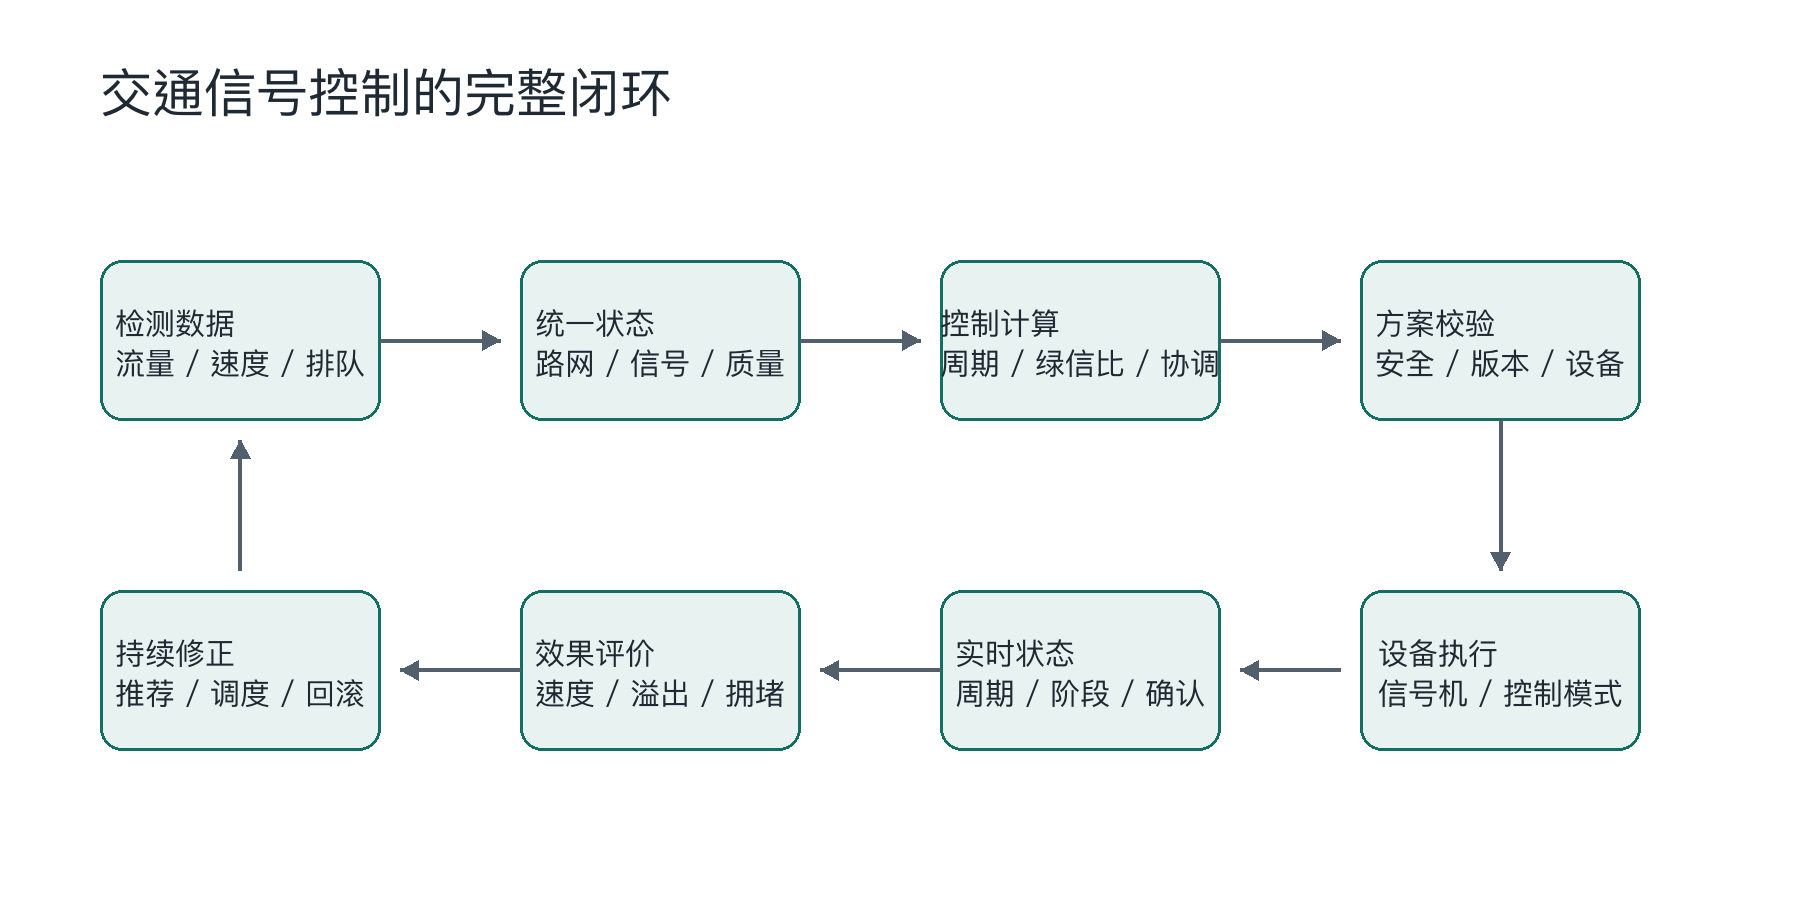 交通信号控制的完整闭环
检测数据
流量 / 速度 / 排队
统一状态
路网 / 信号 / 质量
控制计算
周期 / 绿信比 / 协调
方案校验
安全 / 版本 / 设备
持续修正
推荐 / 调度 / 回滚
效果评价
速度 / 溢出 / 拥堵
实时状态
周期 / 阶段 / 确认
设备执行
信号机 / 控制模式